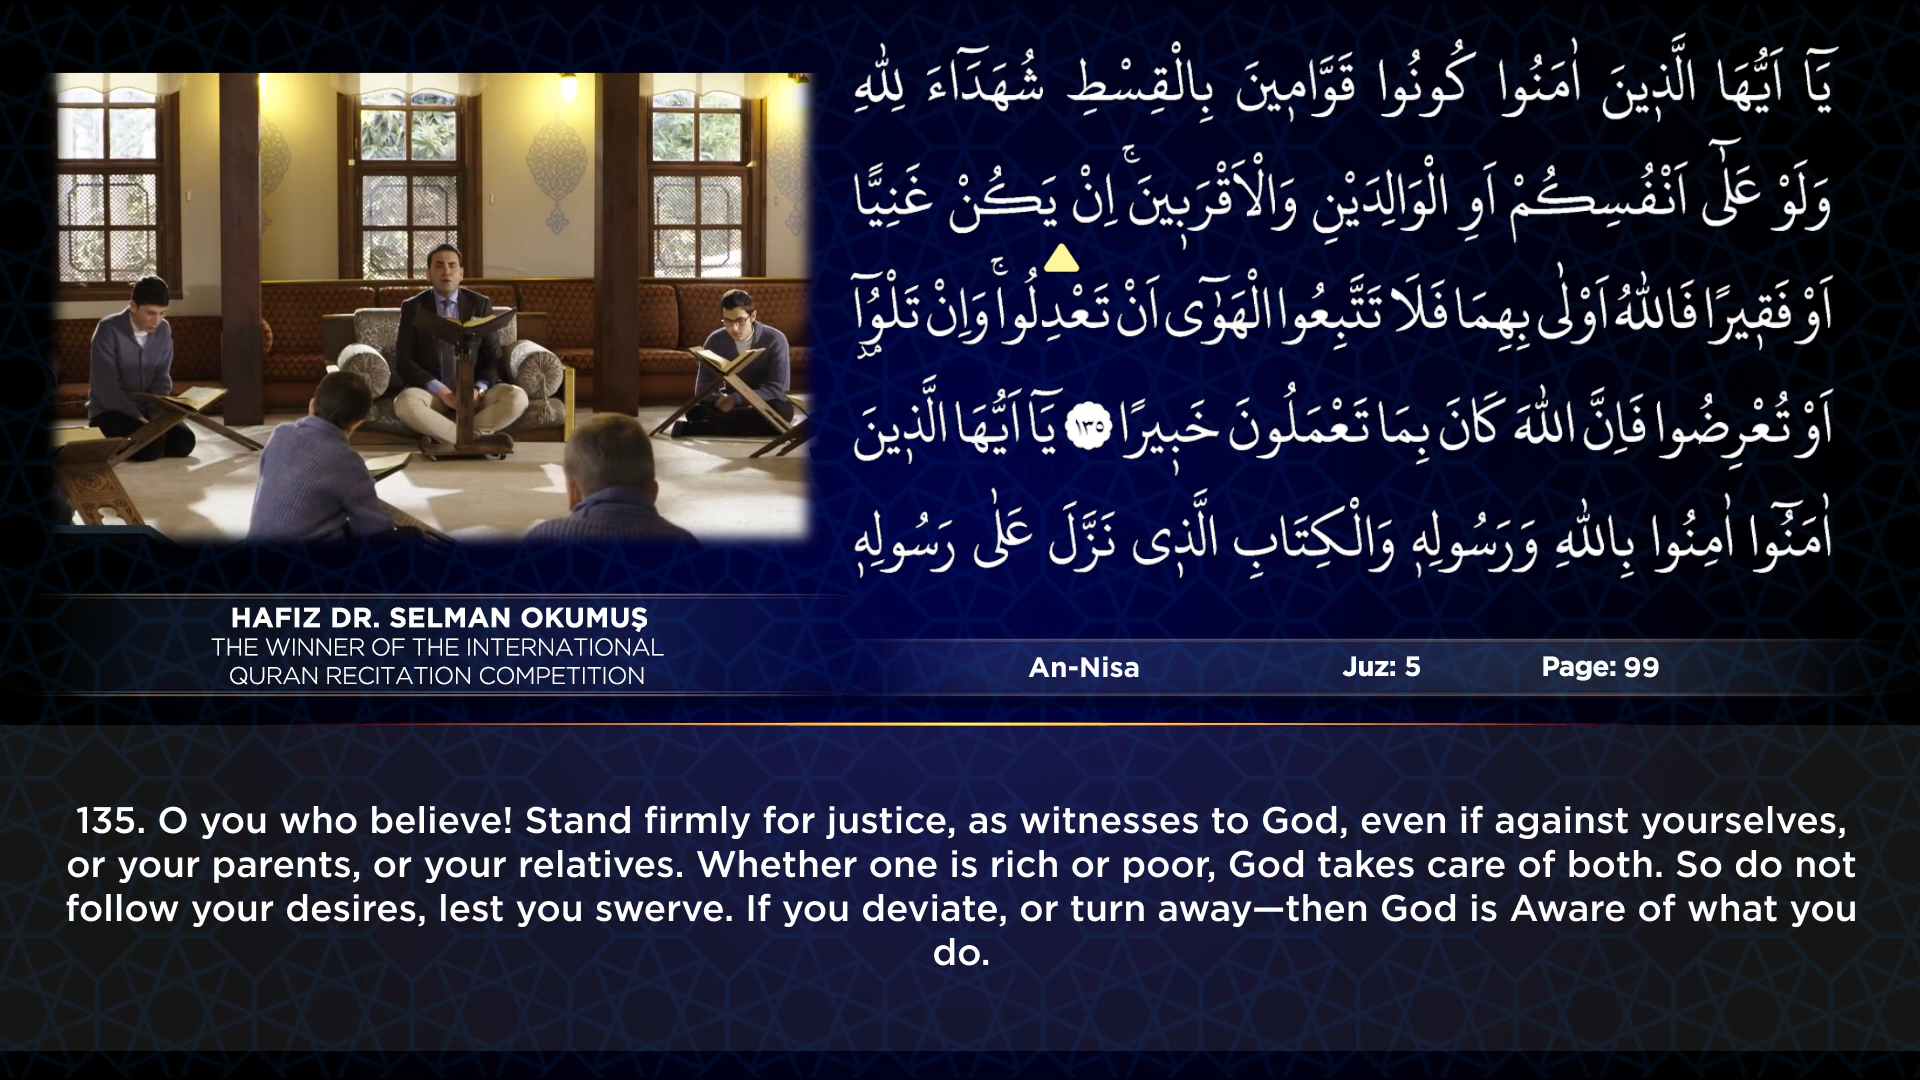 يَٓا اَيُّهَا الَّذ۪ينَ اٰمَنُوا كُونُوا قَوَّام۪ينَ بِالْقِسْطِ شُهَدَٓاءَ لِلّٰهِ
وَلَوْ عَلٰٓى اَنْفُسِكُمْ اَوِ الْوَالِدَيْنِ وَالْاَقْرَب۪ينَۚ اِنْ يَكُنْ غَنِيًّا
اَوْ فَق۪يرًا فَاللّٰهُ اَوْلٰى بِهِمَا فَلَا تَتَّبِعُوا الْهَوٰٓى اَنْ تَعْدِلُواۚ وَاِنْ تَلْوُ۫ٓا
اَوْ تُعْرِضُوا فَاِنَّ اللّٰهَ كَانَ بِمَا تَعْمَلُونَ خَب۪يرًا ١٣٥ يَٓا اَيُّهَا الَّذ۪ينَ
اٰمَنُٓوا اٰمِنُوا بِاللّٰهِ وَرَسُولِه۪ وَالْكِتَابِ الَّذ۪ى نَزَّلَ عَلٰى رَسُولِه۪
HAFIZ DR. SELMAN OKUMUŞ
THE WINNER OF THE INTERNATIONAL
QURAN RECITATION COMPETITION
An-Nisa Juz: 5 Page: 99
135. O you who believe! Stand firmly for justice, as witnesses to God, even if against yourselves,
or your parents, or your relatives. Whether one is rich or poor, God takes care of both. So do not
follow your desires, lest you swerve. If you deviate, or turn away—then God is Aware of what you
do.